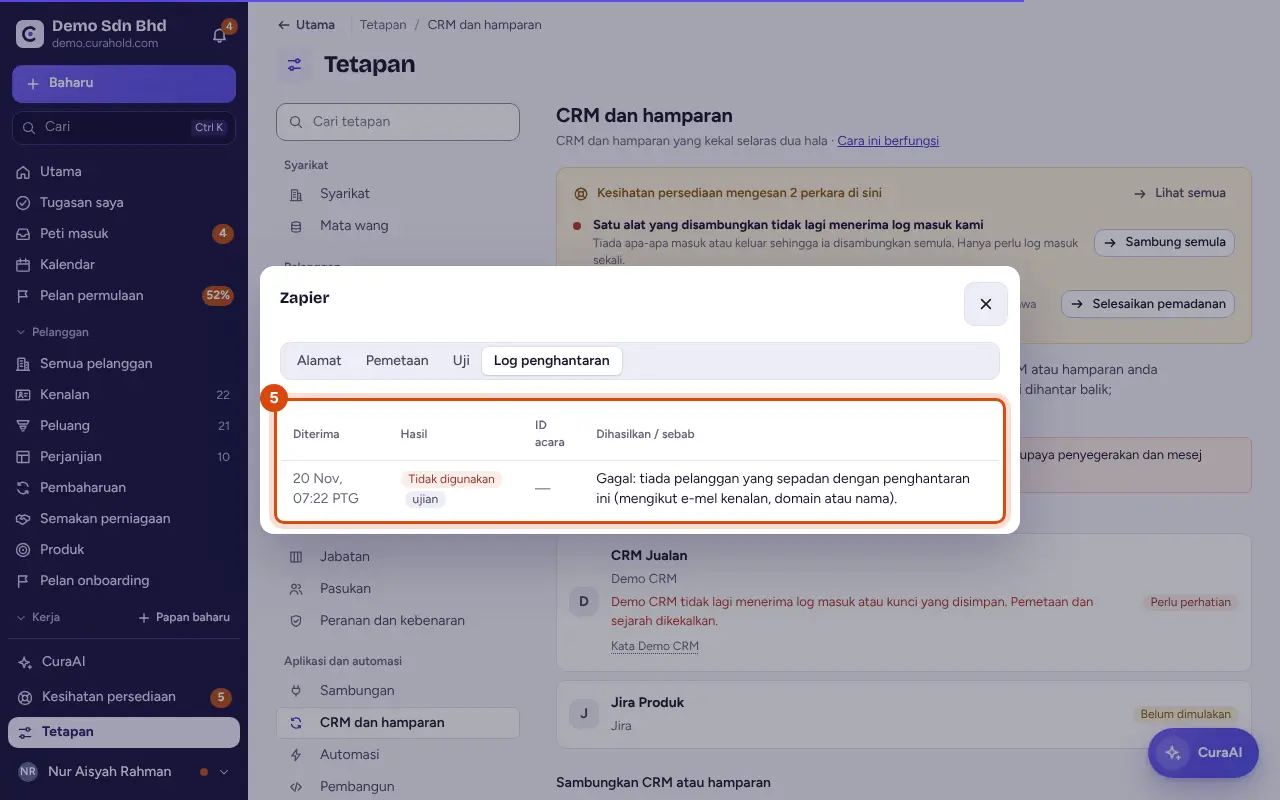 Demo Sdn Bhd
demo.curahold.com
4
Baharu
Cari
Ctrl K
Utama
Tugasan saya
Peti masuk
4
Kalendar
Pelan permulaan
52%
Pelanggan
Semua pelanggan
Kenalan
22
Peluang
21
Perjanjian
10
Pembaharuan
Semakan perniagaan
Produk
Pelan onboarding
Kerja
Papan baharu
CuraAI
Kesihatan persediaan
5
Tetapan
NR
Nur Aisyah Rahman
Utama
Tetapan / CRM dan hamparan
Tetapan
Cari tetapan
Syarikat
Syarikat
Mata wang
Jabatan
Pasukan
Peranan dan kebenaran
Aplikasi dan automasi
Sambungan
CRM dan hamparan
Automasi
Pembangun
CRM dan hamparan
CRM dan hamparan yang kekal selaras dua hala · Cara ini berfungsi
Kesihatan persediaan mengesan 2 perkara di sini
Lihat semua
Satu alat yang disambungkan tidak lagi menerima log masuk kami
Tiada apa-apa masuk atau keluar sehingga ia disambungkan semula. Hanya perlu log masuk
sekali.
Sambung semula
Selesaikan pemadanan
atau hamparan anda
dihantar balik;
upaya penyegerakan dan mesej
Zapier
Alamat
Pemetaan
Uji
Log penghantaran
5
Diterima
Hasil
ID
acara
Dihasilkan / sebab
20 Nov,
07:22 PTG
Tidak digunakan
ujian
—
Gagal: tiada pelanggan yang sepadan dengan penghantaran
ini (mengikut e-mel kenalan, domain atau nama).
CRM Jualan
Demo CRM
D
Demo CRM tidak lagi menerima log masuk atau kunci yang disimpan. Pemetaan dan
sejarah dikekalkan.
Perlu perhatian
Kata Demo CRM
J
Jira Produk
Jira
Belum dimulakan
CuraAI
Sambungkan CRM atau hamparan